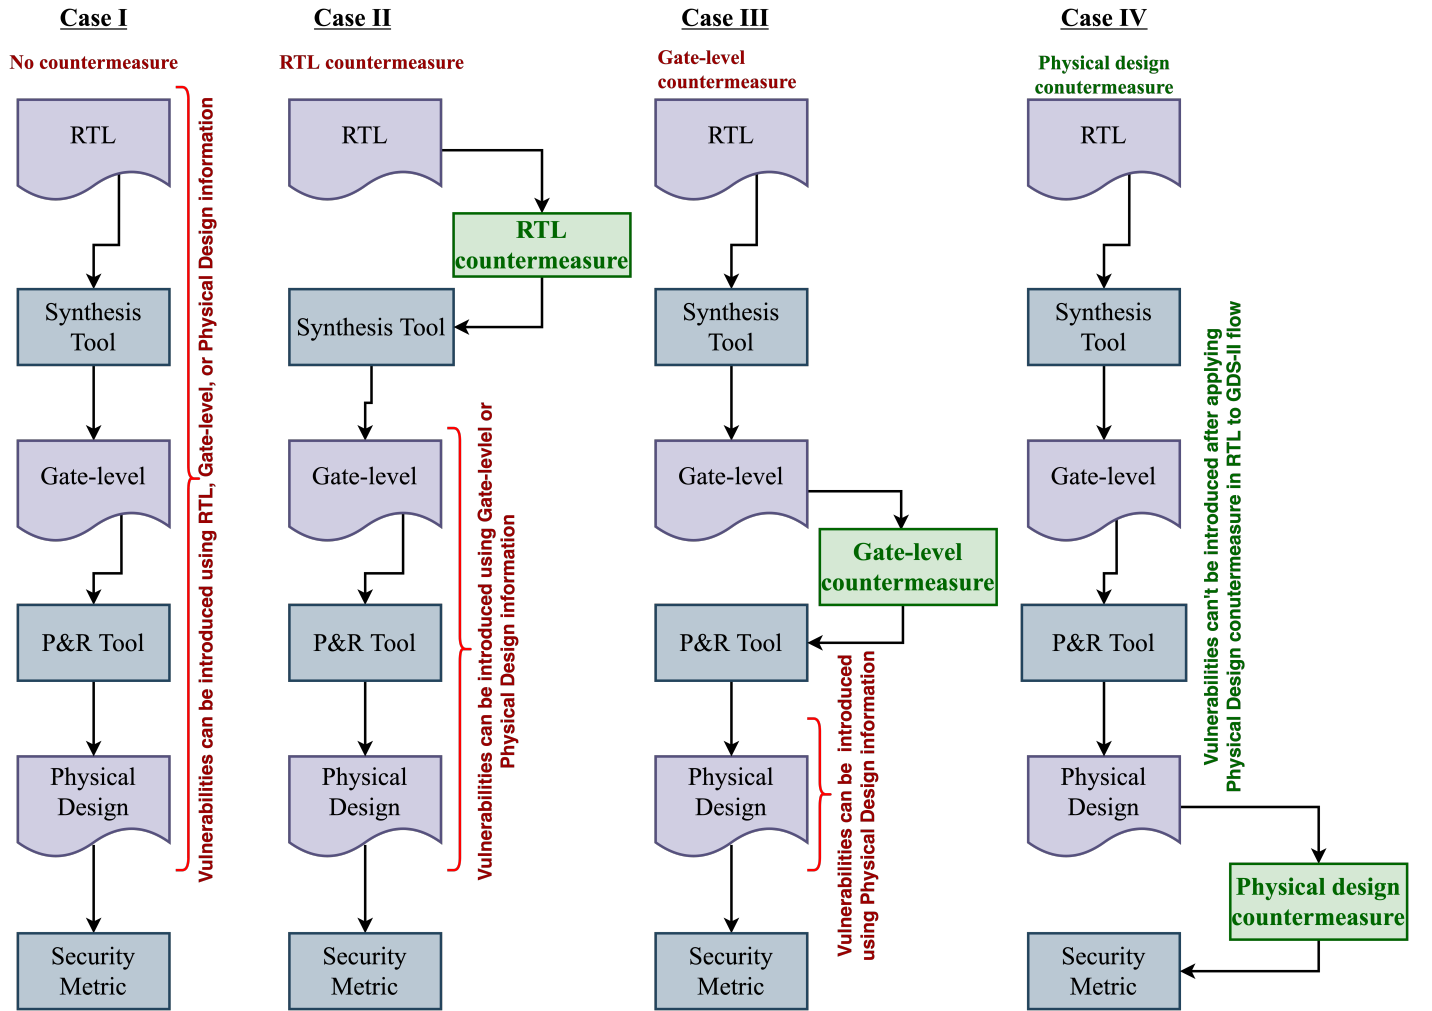 Case I
No countermeasure
RTL
Synthesis
Tool
Gate-level
P&R Tool
Physical
Design
Security
Metric
Vulnerabilities can be introduced using RTL, Gate-level, or Physical Design information
Case II
RTL countermeasure
RTL
RTL
countermeasure
Synthesis Tool
Gate-level
P&R Tool
Physical
Design
Security
Metric
Vulnerabilities can be introduced using Gate-level or
Physical Design information
Case III
Gate-level
countermeasure
RTL
Synthesis
Tool
Gate-level
Gate-level
countermeasure
P&R Tool
Physical
Design
Security
Metric
Vulnerabilities can be introduced
using Physical Design information
Case IV
Physical design
conutermeasure
RTL
Synthesis
Tool
Gate-level
P&R Tool
Physical
Design
Physical design
countermeasure
Security
Metric
Vulnerabilities can't be introduced after applying
Physical Design conutermeasure in RTL to GDS-II flow